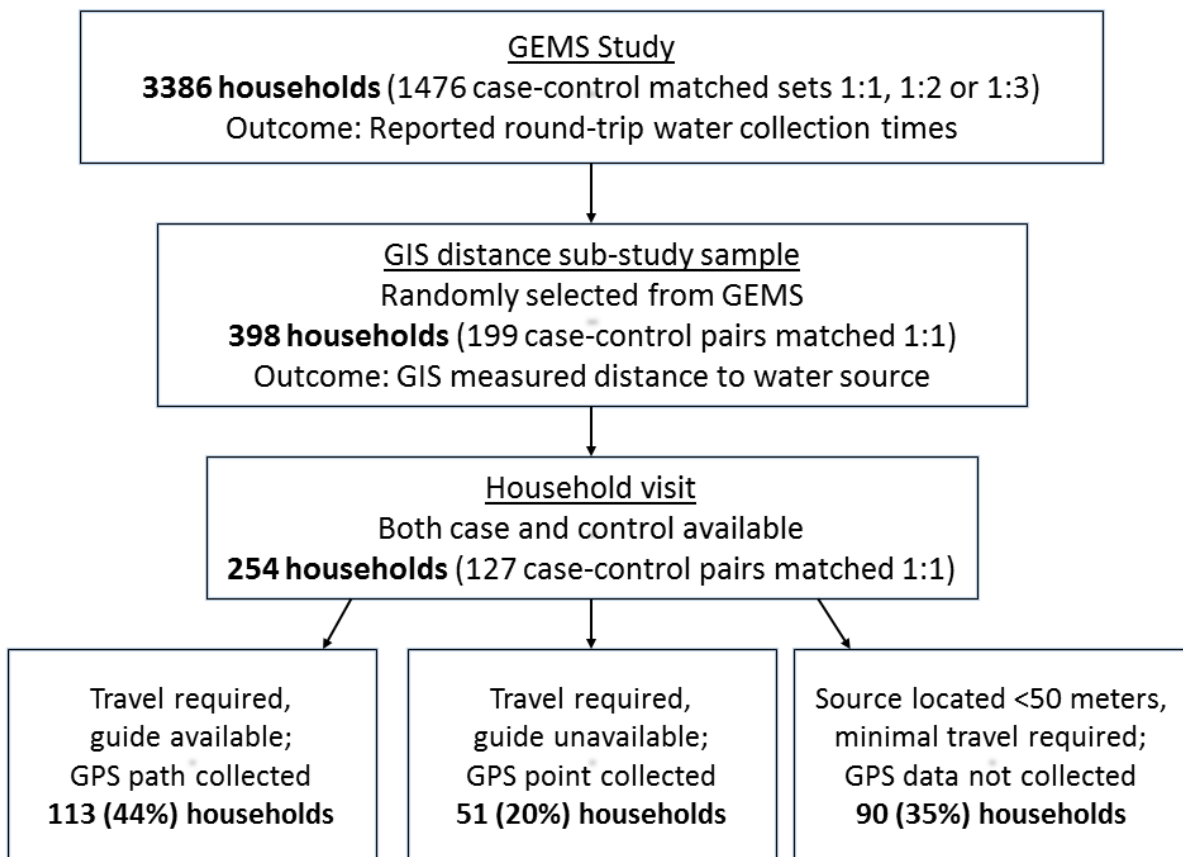 GEMS Study
3386 households (1476 case-control matched sets 1:1, 1:2 or 1:3)
Outcome: Reported round-trip water collection times
GIS distance sub-study sample
Randomly selected from GEMS
398 households (199 case-control pairs matched 1:1)
Outcome: GIS measured distance to water source
Household visit
Both case and control available
254 households (127 case-control pairs matched 1:1)
Travel required,
guide available;
GPS path collected
113 (44%) households
Travel required,
guide unavailable;
GPS point collected
51 (20%) households
Source located <50 meters,
minimal travel required;
GPS data not collected
90 (35%) households